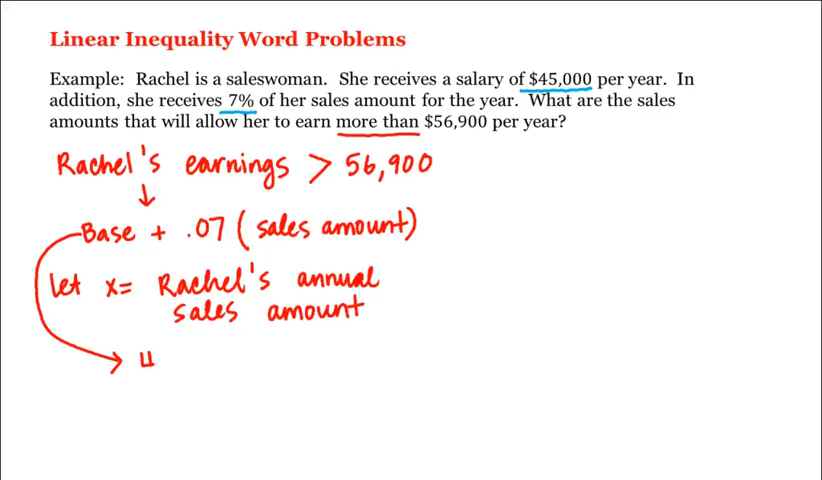 Linear Inequality Word Problems
Example: Rachel is a saleswoman. She receives a salary of $45,000 per year. In
addition, she receives 7% of her sales amount for the year. What are the sales
amounts that will allow her to earn more than $56,900 per year?
Rachel's earnings > 56,900
Base + .07 ( sales amount)
let x = Rachel's annual
sales amount
4